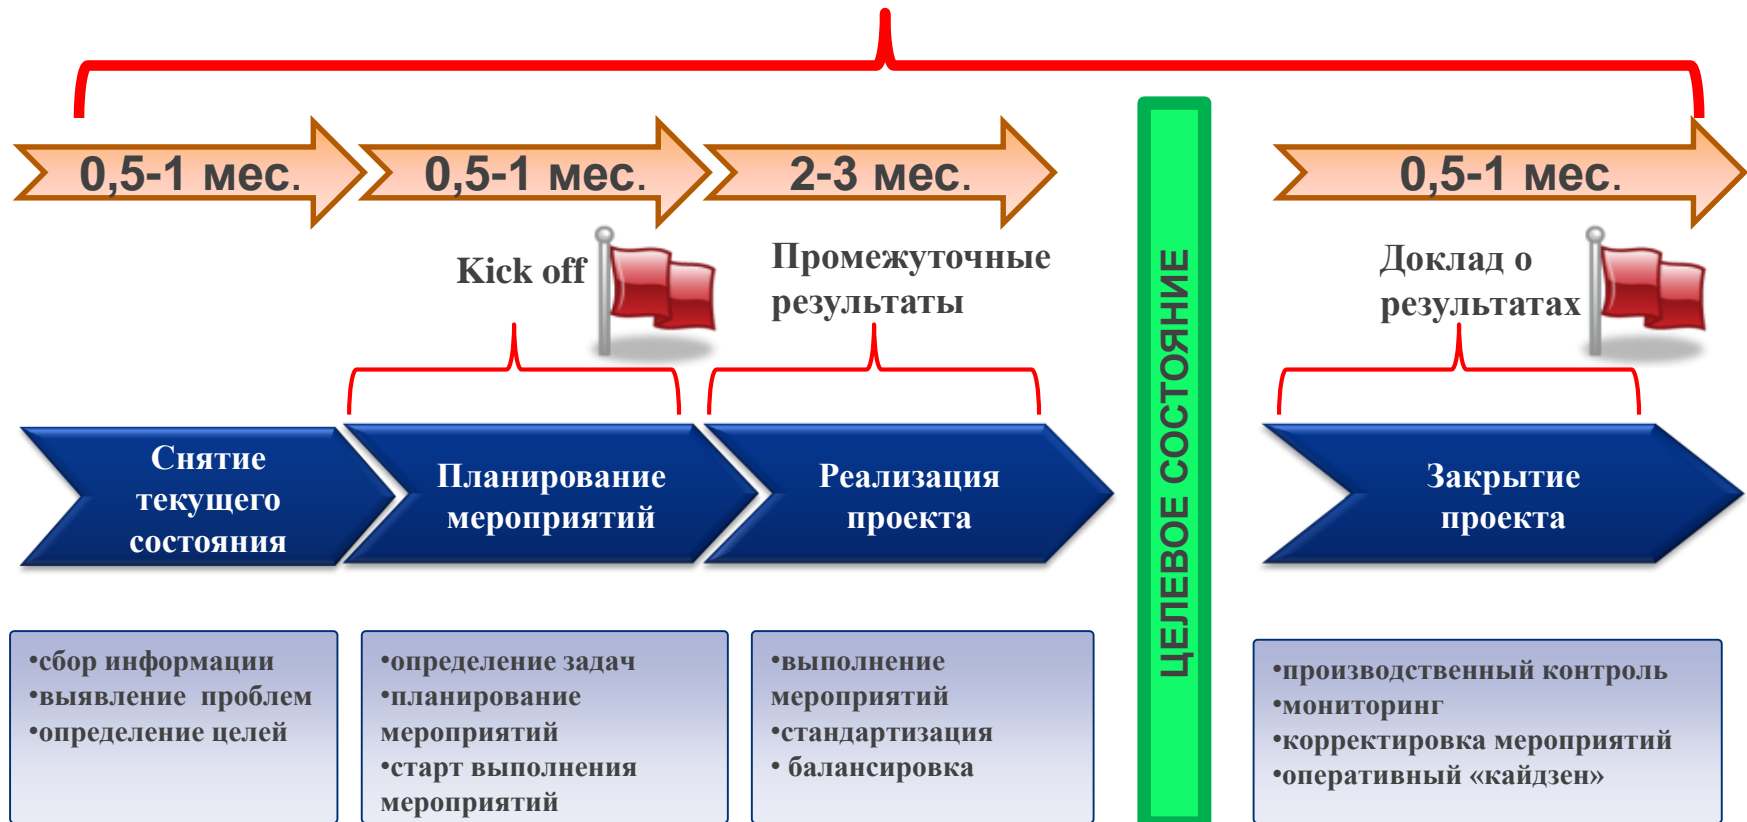 0,5-1 мес.
0,5-1 мес.
2-3 мес.
0,5-1 мес.
Kick off
Промежуточные
результаты
Доклад о
результатах
ЦЕЛЕВОЕ СОСТОЯНИЕ
Снятие
текущего
состояния
Планирование
мероприятий
Реализация
проекта
Закрытие
проекта
•сбор информации
•выявление проблем
•определение целей
•определение задач
•планирование
мероприятий
•старт выполнения
мероприятий
•выполнение
мероприятий
•стандартизация
• балансировка
•производственный контроль
•мониторинг
•корректировка мероприятий
•оперативный «кайдзен»